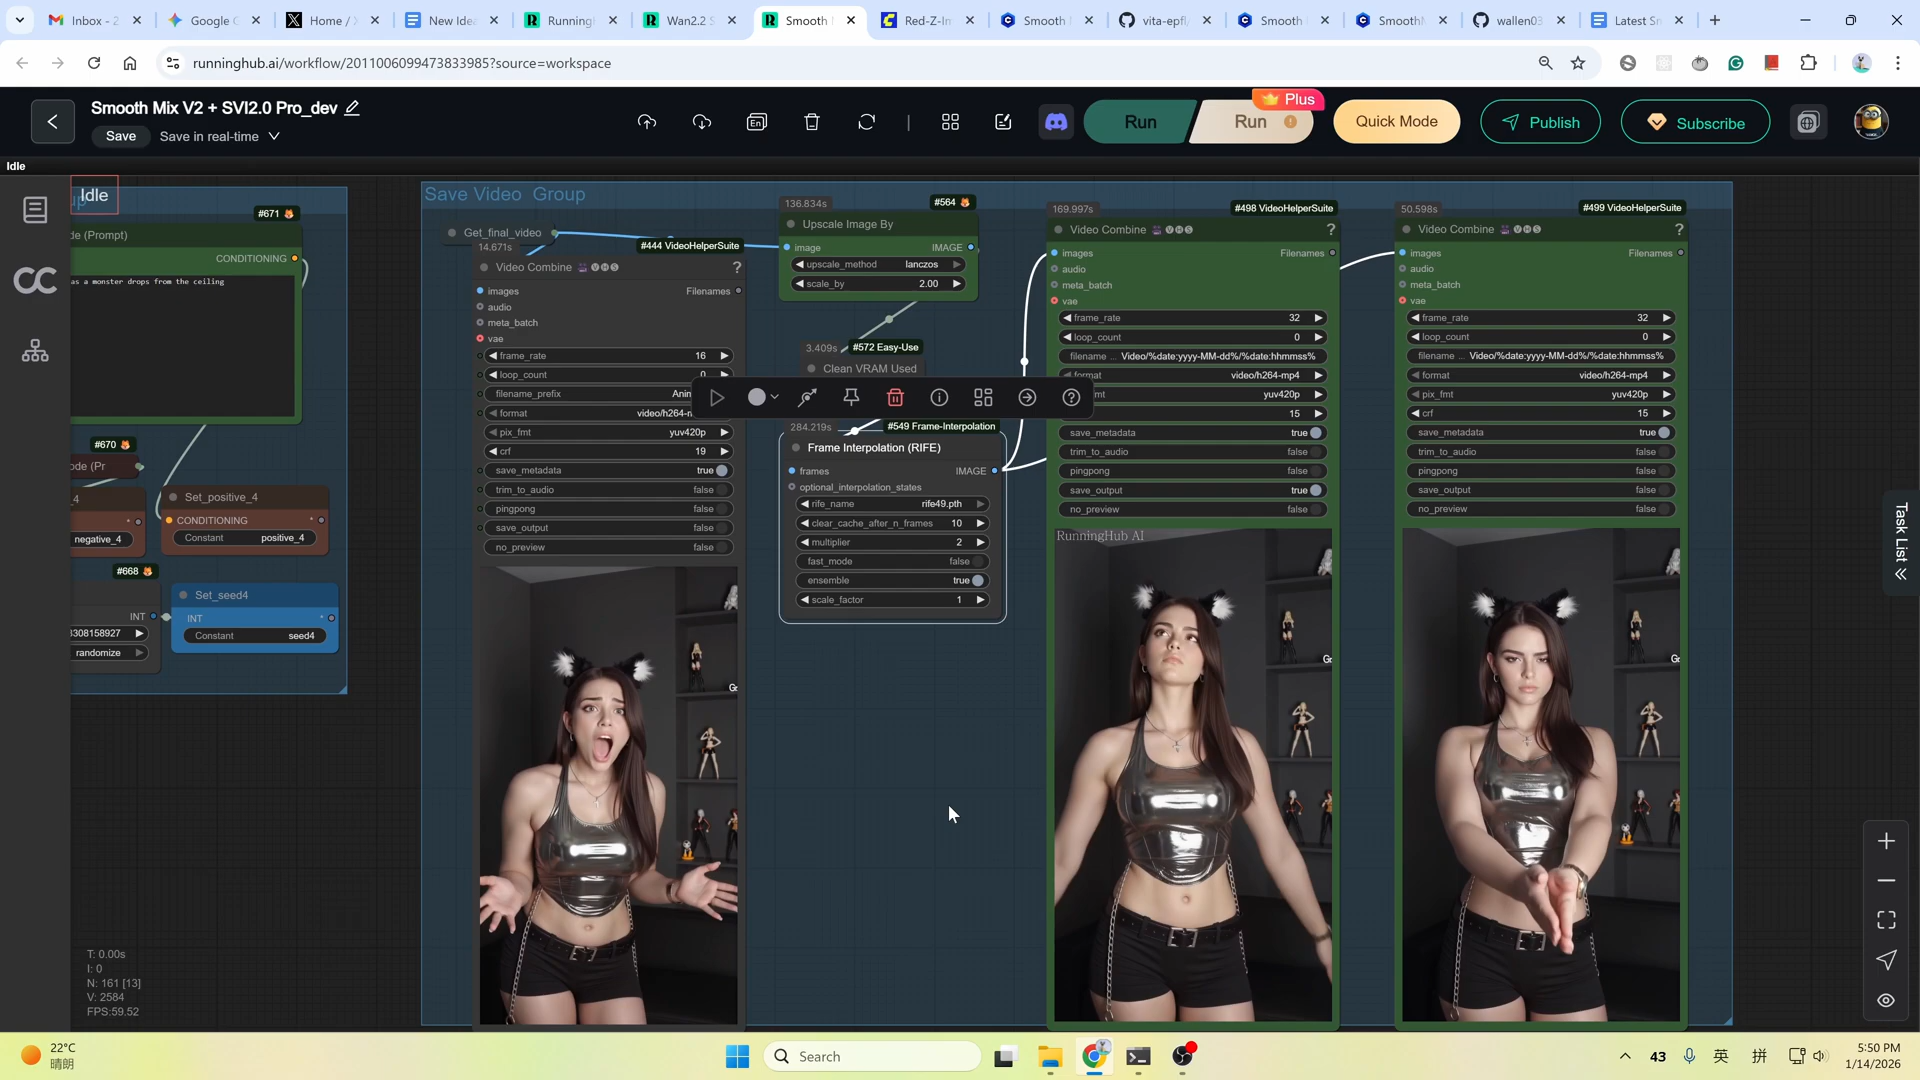 Inbox - 2
Google G
Home / X
New Idea
RunningH
Wan2.2 S
Smooth
Red-Z-Im
Smooth
vita-epfl
Smooth
SmoothM
wallen03
Latest Sm
runninghub.ai/workflow/2011006099473833985?source=workspace
Smooth Mix V2 + SVI2.0 Pro_dev
Save
Save in real-time
En
Run
Run
Plus
Quick Mode
Publish
Subscribe
Idle
Idle
#671
de (Prompt)
CONDITIONING
as a monster drops from the ceiling
#670
ode (Pr
_4
negative_4
Set_positive_4
CONDITIONING
Constant positive_4
#668
INT
3308158927
randomize
Set_seed4
INT
Constant seed4
T: 0.00s
I: 0
N: 161 [13]
V: 2584
FPS:59.52
Save Video Group
Get_final_video
14.671s
#444 VideoHelperSuite
Video Combine
?
images Filenames
audio
meta_batch
vae
frame_rate 16
loop_count 0
filename_prefix Anim
format video/h264-m
pix_fmt yuv420p
crf 19
save_metadata true
trim_to_audio false
pingpong false
save_output false
no_preview false
136.834s
#564
Upscale Image By
image IMAGE
upscale_method lanczos
scale_by 2.00
3.409s
#572 Easy-Use
Clean VRAM Used
284.219s
#549 Frame-Interpolation
Frame Interpolation (RIFE)
frames IMAGE
optional_interpolation_states
rife_name rife49.pth
clear_cache_after_n_frames 10
multiplier 2
fast_mode false
ensemble true
scale_factor 1
169.997s
#498 VideoHelperSuite
Video Combine
?
images Filenames
audio
meta_batch
vae
frame_rate 32
loop_count 0
filename ... Video/%date:yyyy-MM-dd%/%date:hhmmss%
format video/h264-mp4
mt yuv420p
15
save_metadata true
trim_to_audio false
pingpong false
save_output true
no_preview false
RunningHub AI
50.598s
#499 VideoHelperSuite
Video Combine
?
images Filenames
audio
meta_batch
vae
frame_rate 32
loop_count 0
filename ... Video/%date:yyyy-MM-dd%/%date:hhmmss%
format video/h264-mp4
pix_fmt yuv420p
crf 15
save_metadata true
trim_to_audio false
pingpong false
save_output false
no_preview false
Task List
22°C
晴朗
Search
43
英
拼
5:50 PM
1/14/2026